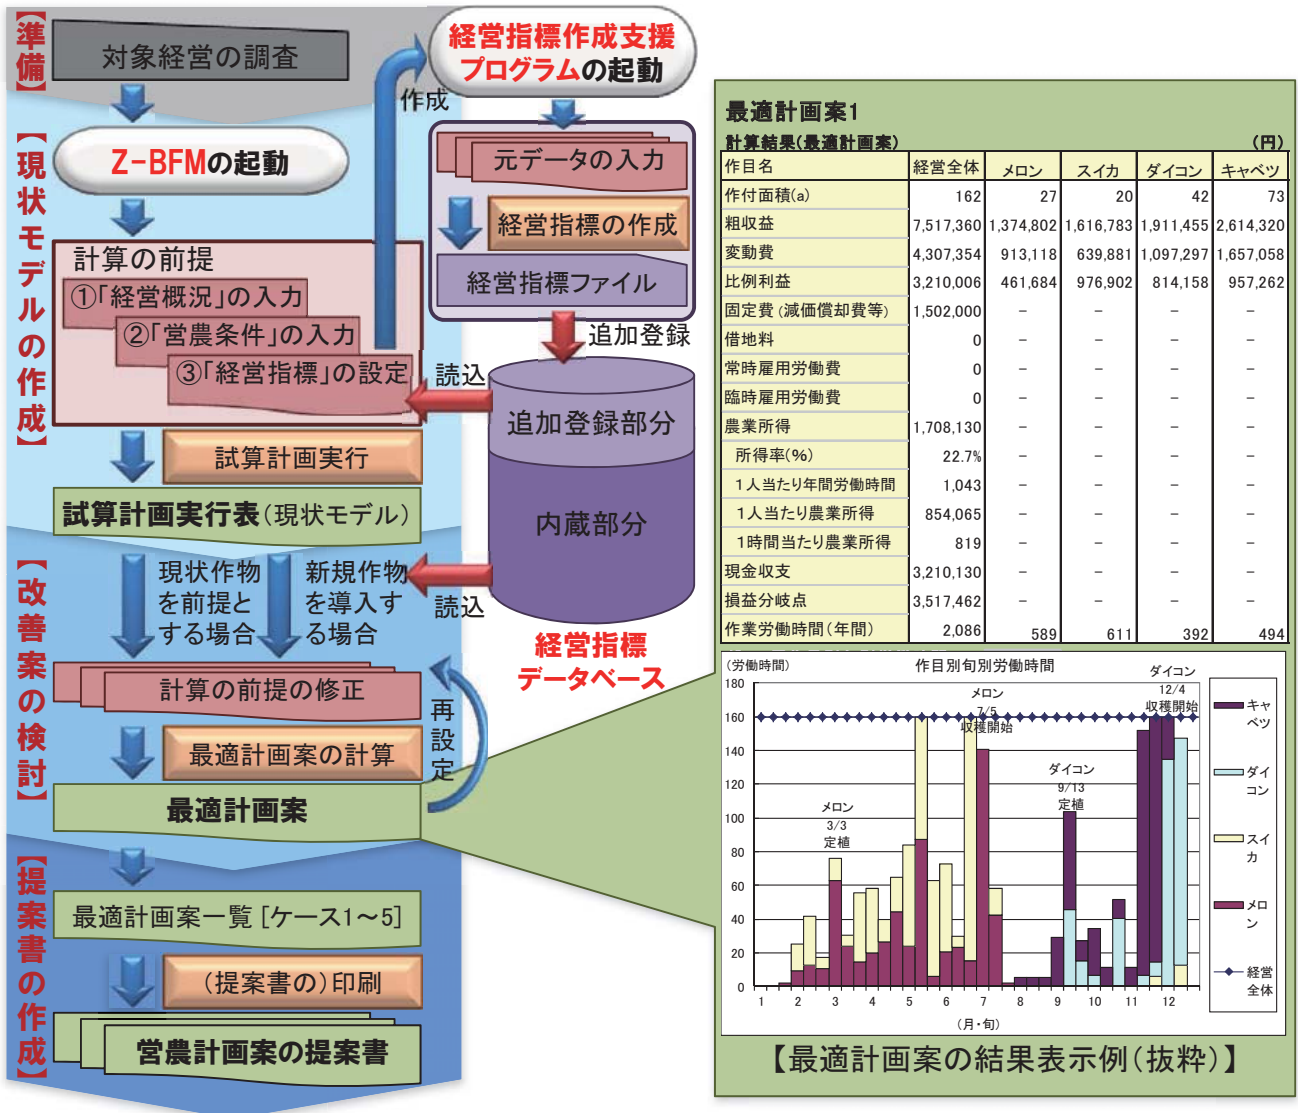 【準備】
対象経営の調査
【現状モデルの作成】
Z-BFMの起動
計算の前提
①「経営概況」の入力
②「営農条件」の入力
③「経営指標」の設定
試算計画実行
試算計画実行表(現状モデル)
作成
経営指標作成支援
プログラムの起動
元データの入力
経営指標の作成
経営指標ファイル
追加登録
読込
追加登録部分
内蔵部分
読込
経営指標
データベース
【改善案の検討】
現状作物
を前提と
する場合
新規作物
を導入す
る場合
計算の前提の修正
最適計画案の計算
最適計画案
再設定
【提案書の作成】
最適計画案一覧 [ケース1～5]
(提案書の)印刷
営農計画案の提案書
最適計画案1
計算結果(最適計画案) (円)
作目名 経営全体 メロン スイカ ダイコン キャベツ
作付面積(a) 162 27 20 42 73
粗収益 7,517,360 1,374,802 1,616,783 1,911,455 2,614,320
変動費 4,307,354 913,118 639,881 1,097,297 1,657,058
比例利益 3,210,006 461,684 976,902 814,158 957,262
固定費(減価償却費等) 1,502,000 － － － －
借地料 0 － － － －
常時雇用労働費 0 － － － －
臨時雇用労働費 0 － － － －
農業所得 1,708,130 － － － －
所得率(%) 22.7% － － － －
1人当たり年間労働時間 1,043 － － － －
1人当たり農業所得 854,065 － － － －
1時間当たり農業所得 819 － － － －
現金収支 3,210,130 － － － －
損益分岐点 3,517,462 － － － －
作業労働時間(年間) 2,086 589 611 392 494
(労働時間) 作目別旬別労働時間
180
160
140
120
100
80
60
40
20
0
メロン
3/3
定植
メロン
7/5
収穫開始
ダイコン
9/13
定植
ダイコン
12/4
収穫開始
1 2 3 4 5 6 7 8 9 10 11 12
(月・旬)
キャ
ベツ
ダイ
コン
スイ
カ
メロ
ン
経営
全体
【最適計画案の結果表示例(抜粋)】